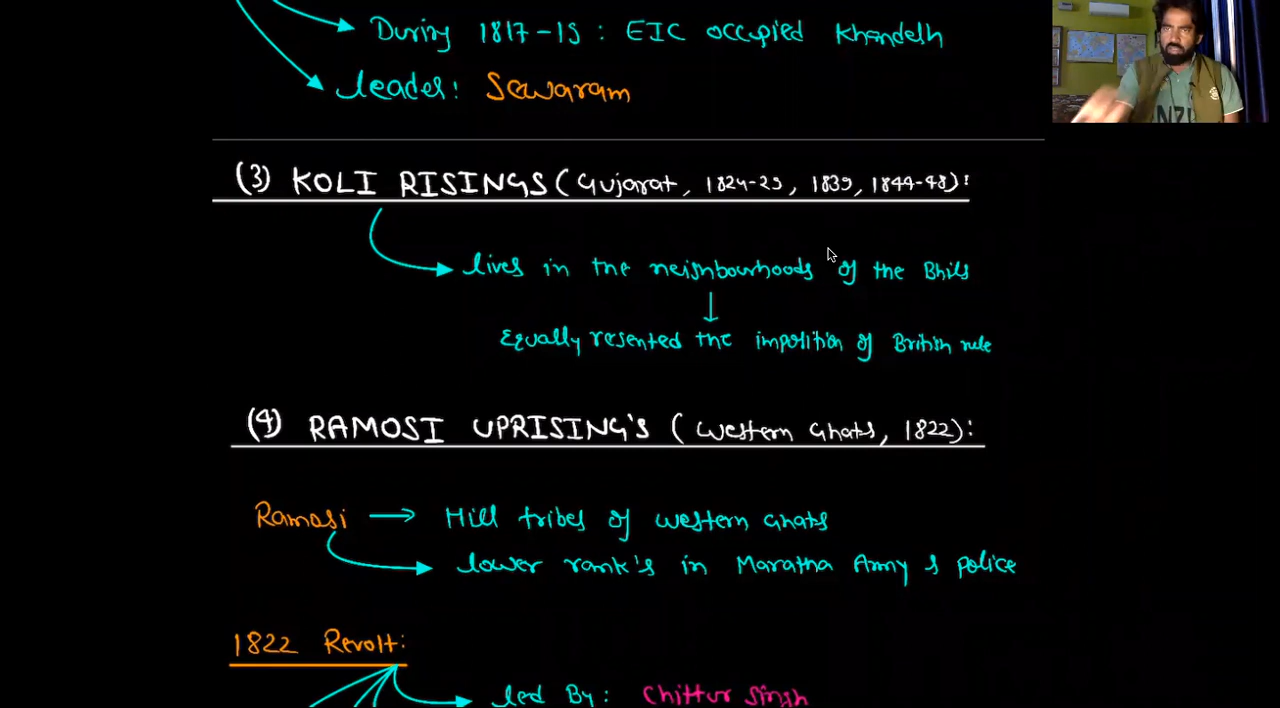 During 1817-19 : EIC occupied Khandesh
Leader: Sewaram
(3) KOLI RISINGS (Gujarat, 1824-25, 1839, 1844-48):
lives in the neighbourhoods of the Bhils
Equally resented the imposition of British rule
(4) RAMOSI UPRISING'S (Western Ghats, 1822):
Ramosi → Hill tribes of Western Ghats
lower rank's in Maratha Army & police
1822 Revolt:
led By: Chittur Singh